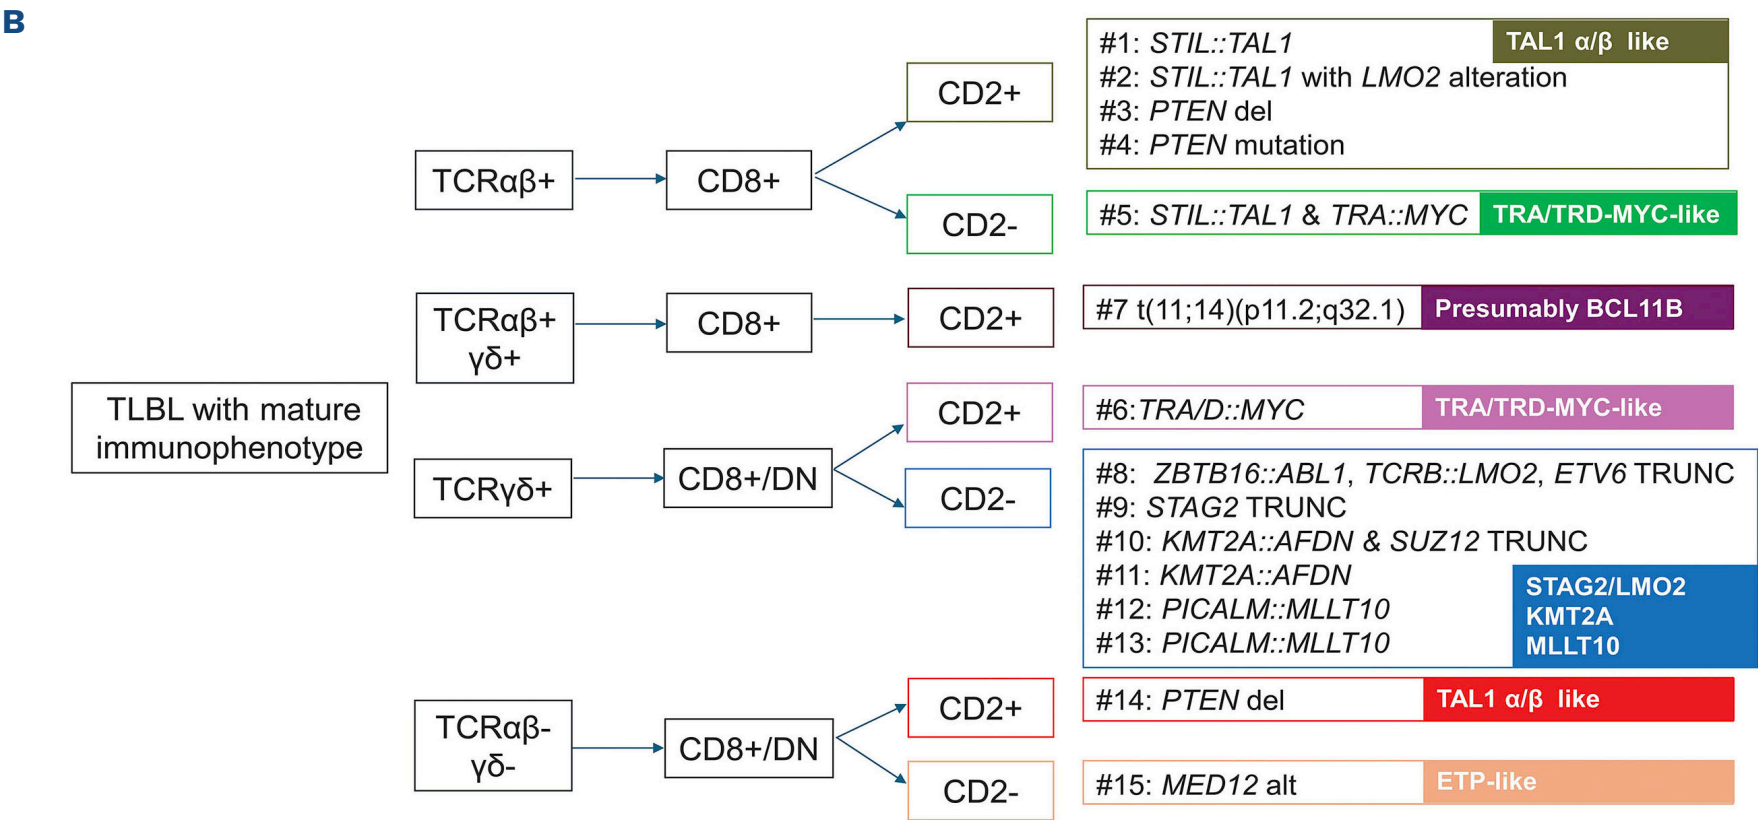 B
TLBL with mature
immunophenotype
TCRαβ+
CD8+
CD2+
#1: STIL::TAL1
TAL1 α/β like
#2: STIL::TAL1 with LMO2 alteration
#3: PTEN del
#4: PTEN mutation
CD2-
#5: STIL::TAL1 & TRA::MYC
TRA/TRD-MYC-like
TCRαβ+
γδ+
CD8+
CD2+
#7 t(11;14)(p11.2;q32.1)
Presumably BCL11B
TCRγδ+
CD8+/DN
CD2+
#6:TRA/D::MYC
TRA/TRD-MYC-like
CD2-
#8: ZBTB16::ABL1, TCRB::LMO2, ETV6 TRUNC
#9: STAG2 TRUNC
#10: KMT2A::AFDN & SUZ12 TRUNC
#11: KMT2A::AFDN
#12: PICALM::MLLT10
#13: PICALM::MLLT10
STAG2/LMO2
KMT2A
MLLT10
TCRαβ-
γδ-
CD8+/DN
CD2+
#14: PTEN del
TAL1 α/β like
CD2-
#15: MED12 alt
ETP-like